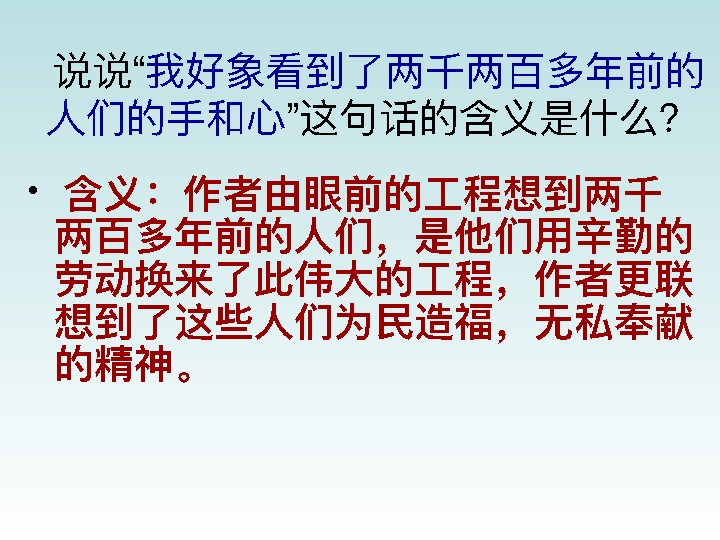 说说“我好象看到了两千两百多年前的
人们的手和心”这句话的含义是什么?
• 含义：作者由眼前的工程想到两千
两百多年前的人们，是他们用辛勤的
劳动换来了此伟大的工程，作者更联
想到了这些人们为民造福，无私奉献
的精神。